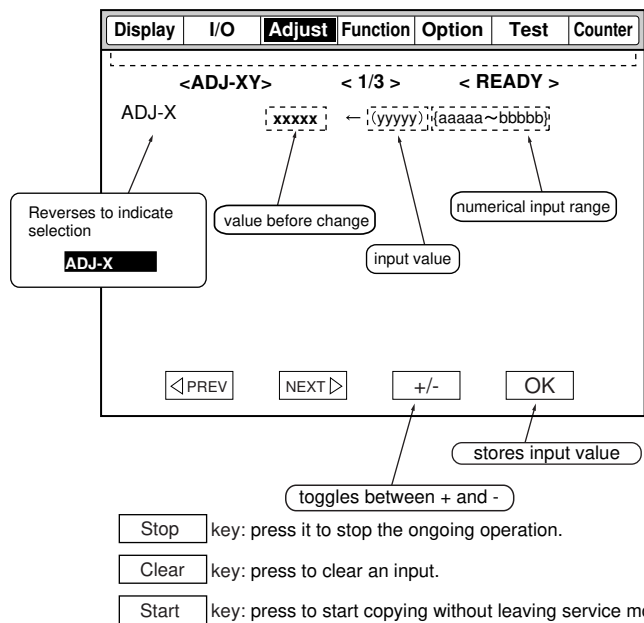 Display I/O Adjust Function Option Test Counter
<ADJ-XY> < 1/3 > < READY >
ADJ-X xxxxx ← (yyyyy) {aaaaa~bbbbb}
Reverses to indicate
selection
ADJ-X
value before change
numerical input range
input value
PREV NEXT +/- OK
stores input value
toggles between + and -
Stop key: press it to stop the ongoing operation.
Clear key: press to clear an input.
Start key: press to start copying without leaving service